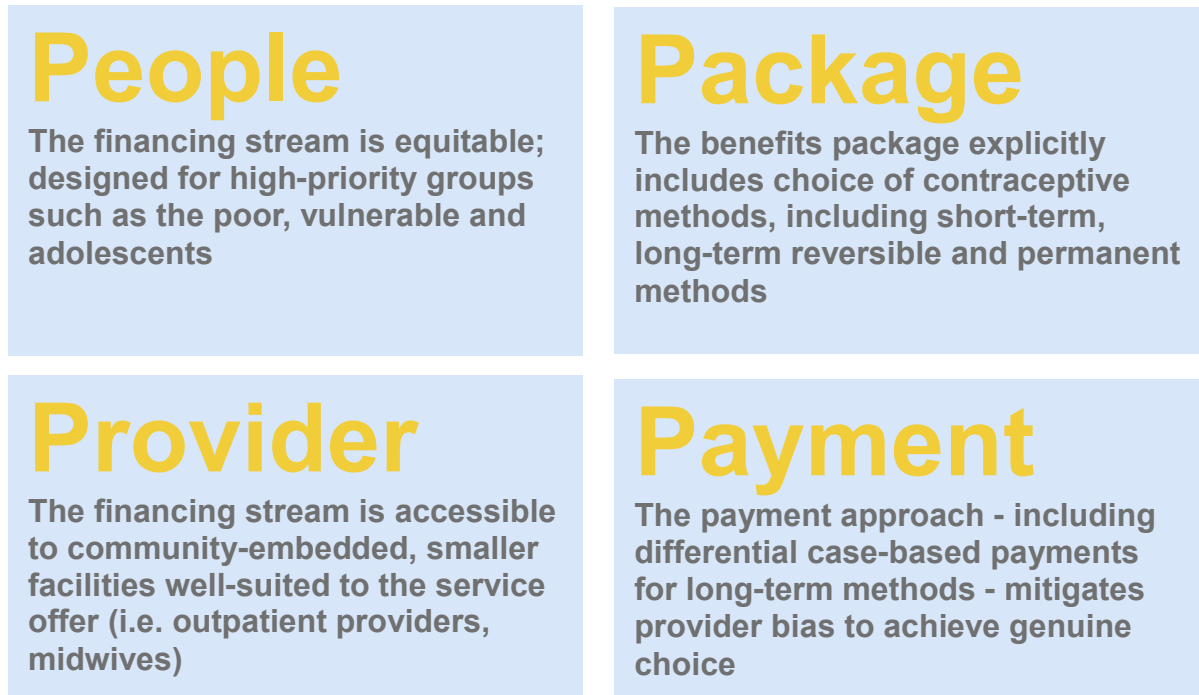 People
The financing stream is equitable;
designed for high-priority groups
such as the poor, vulnerable and
adolescents
Package
The benefits package explicitly
includes choice of contraceptive
methods, including short-term,
long-term reversible and permanent
methods
Provider
The financing stream is accessible
to community-embedded, smaller
facilities well-suited to the service
offer (i.e. outpatient providers,
midwives)
Payment
The payment approach - including
differential case-based payments
for long-term methods - mitigates
provider bias to achieve genuine
choice